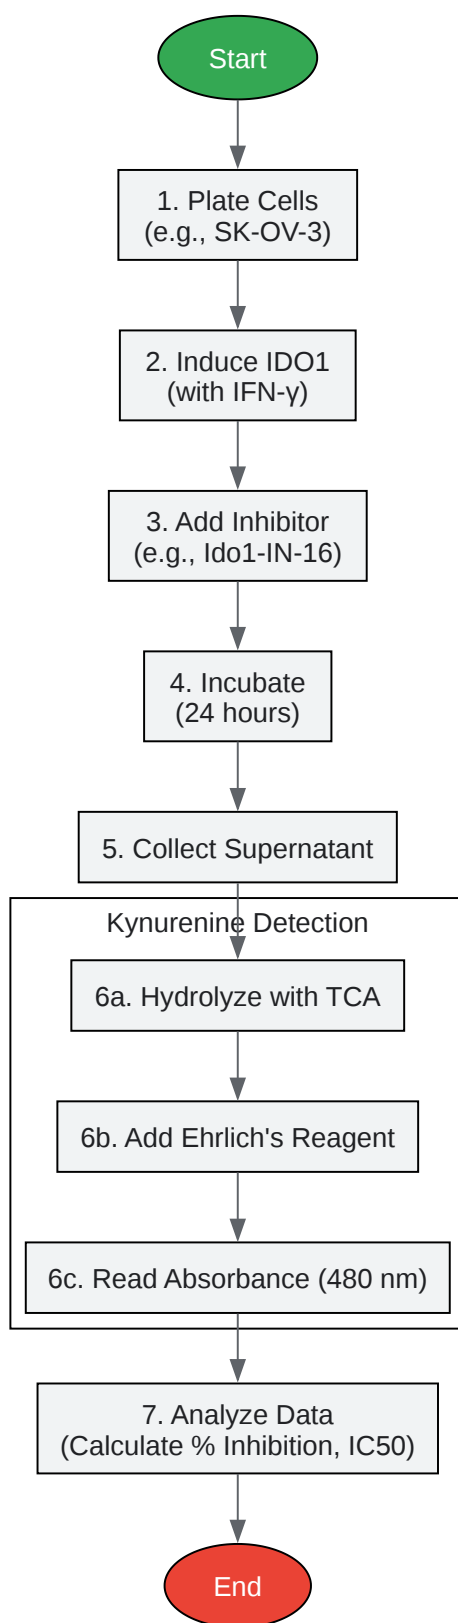 Start
1. Plate Cells
(e.g., SK-OV-3)
2. Induce IDO1
(with IFN-γ)
3. Add Inhibitor
(e.g., Ido1-IN-16)
4. Incubate
(24 hours)
5. Collect Supernatant
Kynurenine Detection
6a. Hydrolyze with TCA
6b. Add Ehrlich's Reagent
6c. Read Absorbance (480 nm)
7. Analyze Data
(Calculate % Inhibition, IC50)
End